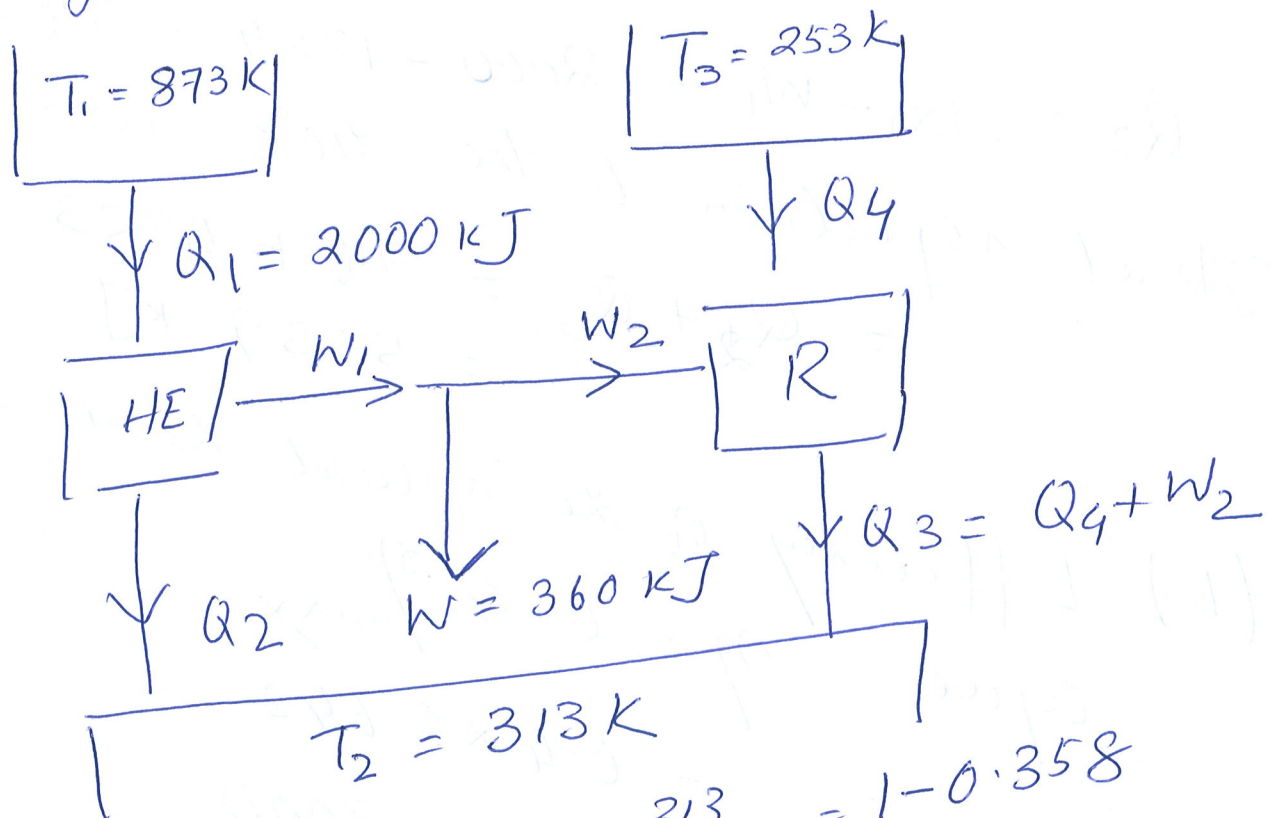 T1 = 873 K
T3 = 253 K
Q1 = 2000 KJ
Q4
HE
W1
W2
R
Q2
W = 360 KJ
Q3 = Q4 + W2
T2 = 313 K
= 1 - 0.358